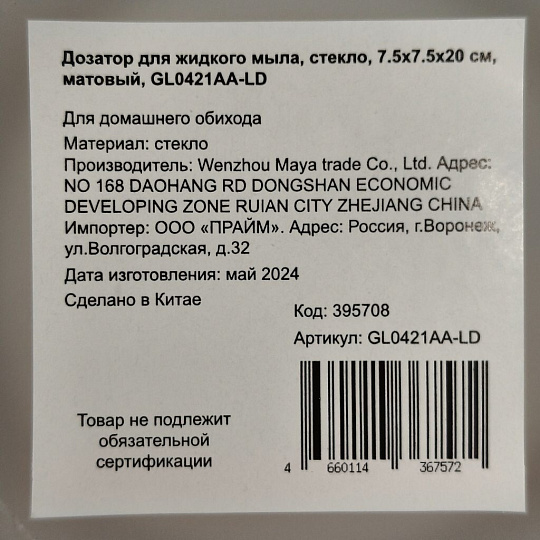 Дозатор для жидкого мыла, стекло, 7.5x7.5x20 см,
матовый, GL0421AA-LD
Для домашнего обихода
Материал: стекло
Производитель: Wenzhou Maya trade Co., Ltd. Адрес:
NO 168 DAOHANG RD DONGSHAN ECONOMIC
DEVELOPING ZONE RUIAN CITY ZHEJIANG CHINA
Импортер: ООО «ПРАЙМ». Адрес: Россия, г.Воронеж,
ул.Волгоградская, д.32
Дата изготовления: май 2024
Сделано в Китае
Код: 395708
Артикул: GL0421AA-LD
Товар не подлежит
обязательной
сертификации
4 660114 367572